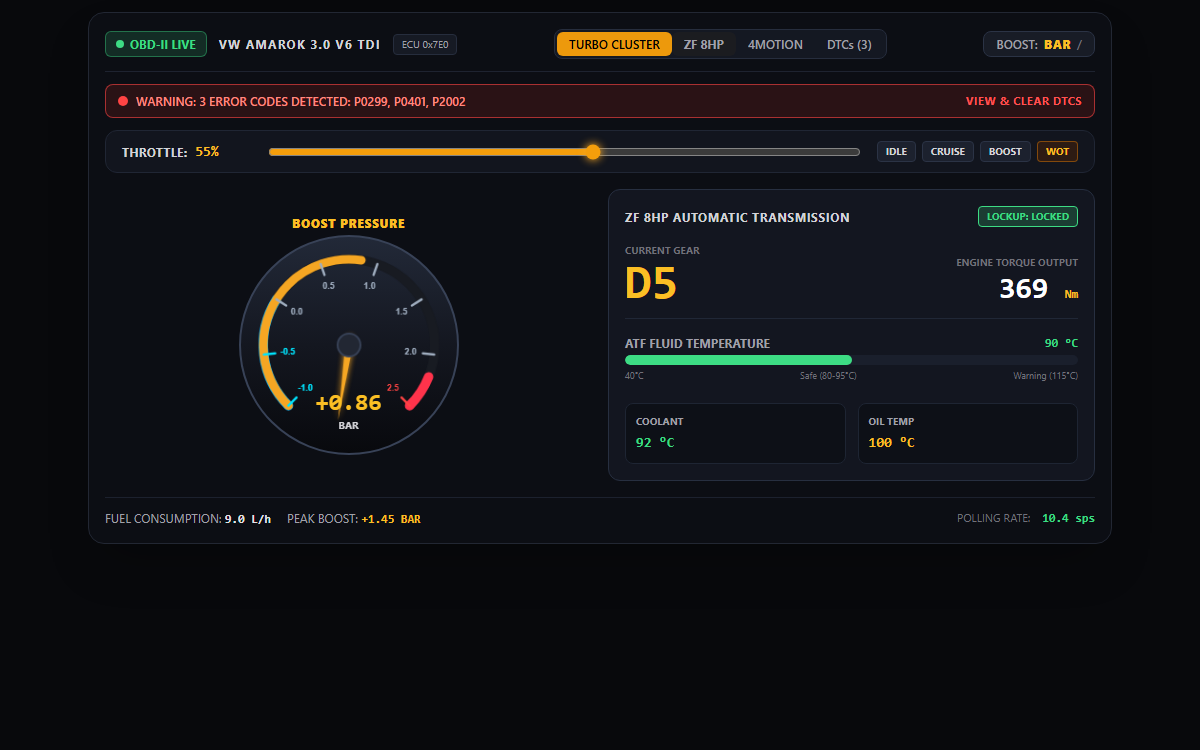 OBD-II LIVE VW AMAROK 3.0 V6 TDI ECU 0x7E0 TURBO CLUSTER ZF 8HP 4MOTION DTCs (3) BOOST: BAR /
WARNING: 3 ERROR CODES DETECTED: P0299, P0401, P2002 VIEW & CLEAR DTCS
THROTTLE: 55% IDLE CRUISE BOOST WOT
BOOST PRESSURE
-1.0
-0.5
0.0
0.5
1.0
1.5
2.0
2.5
+0.86
BAR
ZF 8HP AUTOMATIC TRANSMISSION LOCKUP: LOCKED
CURRENT GEAR
D5
ENGINE TORQUE OUTPUT
369 Nm
ATF FLUID TEMPERATURE 90 °C
40°C Safe (80-95°C) Warning (115°C)
COOLANT
92 °C
OIL TEMP
100 °C
FUEL CONSUMPTION: 9.0 L/h PEAK BOOST: +1.45 BAR POLLING RATE: 10.4 sps